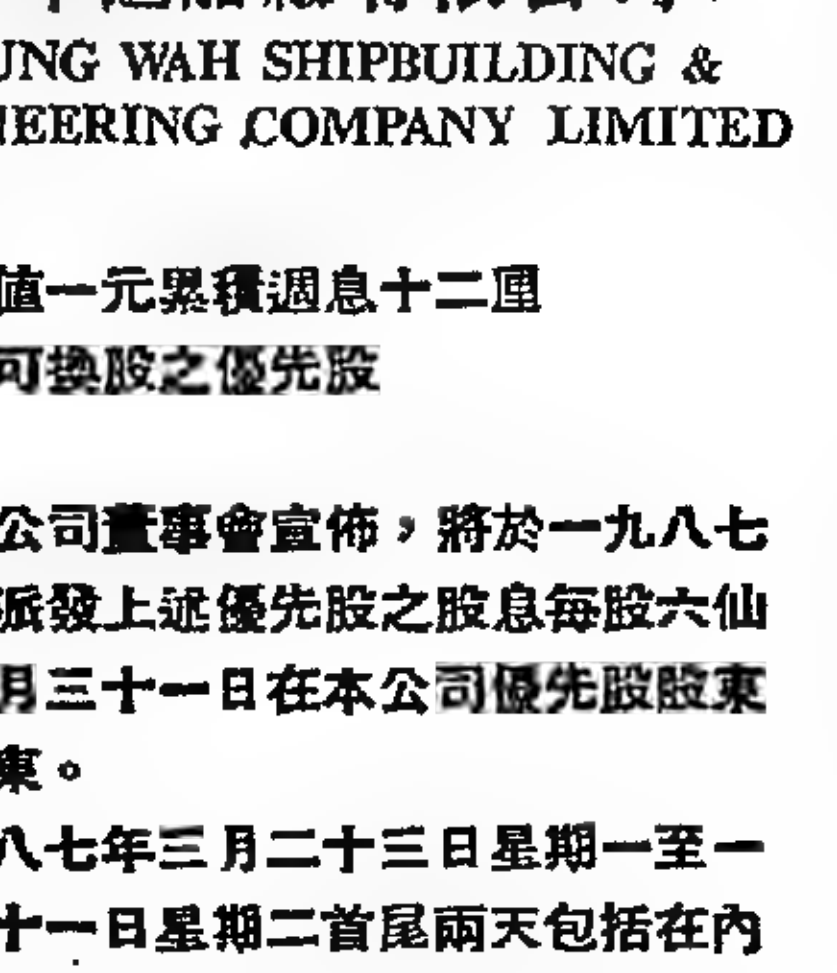 UNG WAH SHIPBUILDING &
NEERING COMPANY LIMITED
值一元累積週息十二厘
可換股之優先股
公司董事會宣佈，將於一九八七
派發上述優先股之股息每股六仙
月三十一日在本公司優先股股東
東。
八七年三月二十三日星期一至一
十一日星期二首尾兩天包括在內